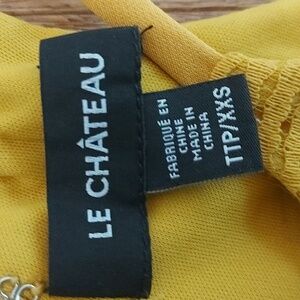 LE CHÂTEAU
FABRIQUÉ EN
CHINE
MADE IN
CHINA
TTP/XXS